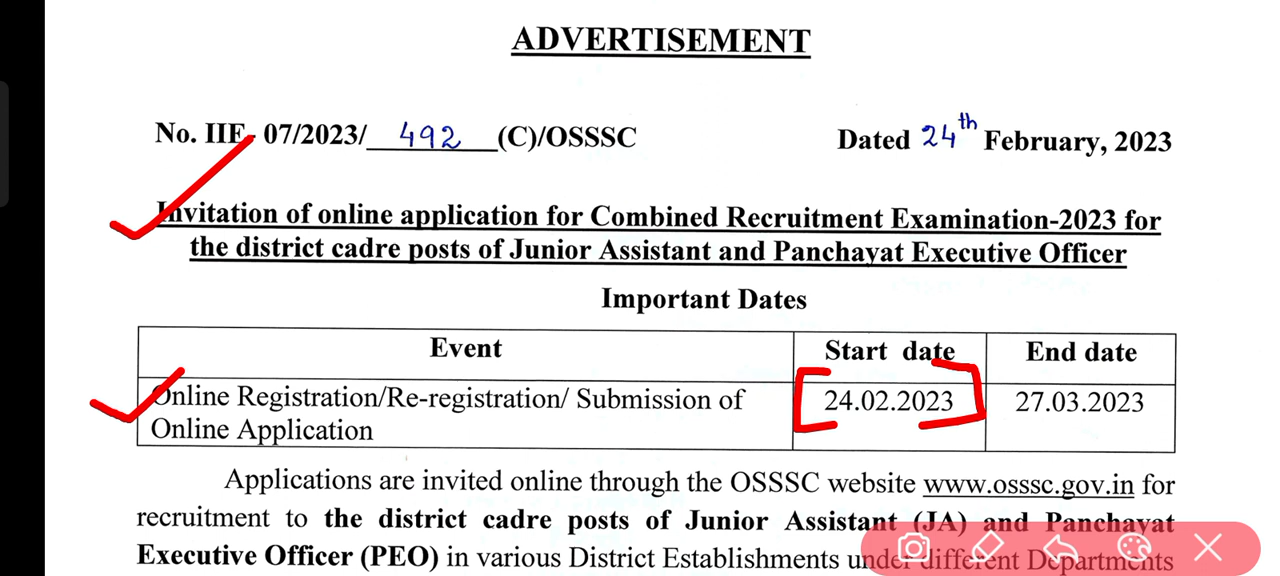 ADVERTISEMENT
No. IIE- 07/2023/ 492 (C)/OSSSC Dated 24th February, 2023
Invitation of online application for Combined Recruitment Examination-2023 for
the district cadre posts of Junior Assistant and Panchayat Executive Officer
Important Dates
Event Start date End date
Online Registration/Re-registration/ Submission of 24.02.2023 27.03.2023
Online Application
Applications are invited online through the OSSSC website www.osssc.gov.in for
recruitment to the district cadre posts of Junior Assistant (JA) and Panchayat
Executive Officer (PEO) in various District Establishments under different Departments